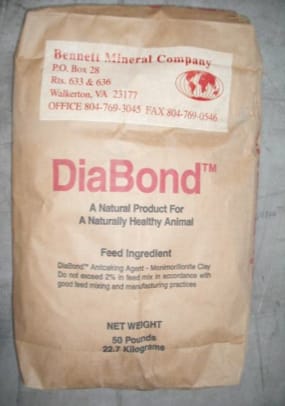 Bennett Mineral Company
P.O. Box 28
Rts. 633 & 636
Walkerton, VA 23177
OFFICE 804-769-3045 FAX 804-769-0546
DiaBond™
A Natural Product For
A Naturally Healthy Animal
Feed Ingredient
DiaBond™ Anticaking Agent - Montmorillonite Clay
Do not exceed 2% in feed mix in accordance with
good feed mixing and manufacturing practices
NET WEIGHT
50 Pounds
22.7 Kilograms